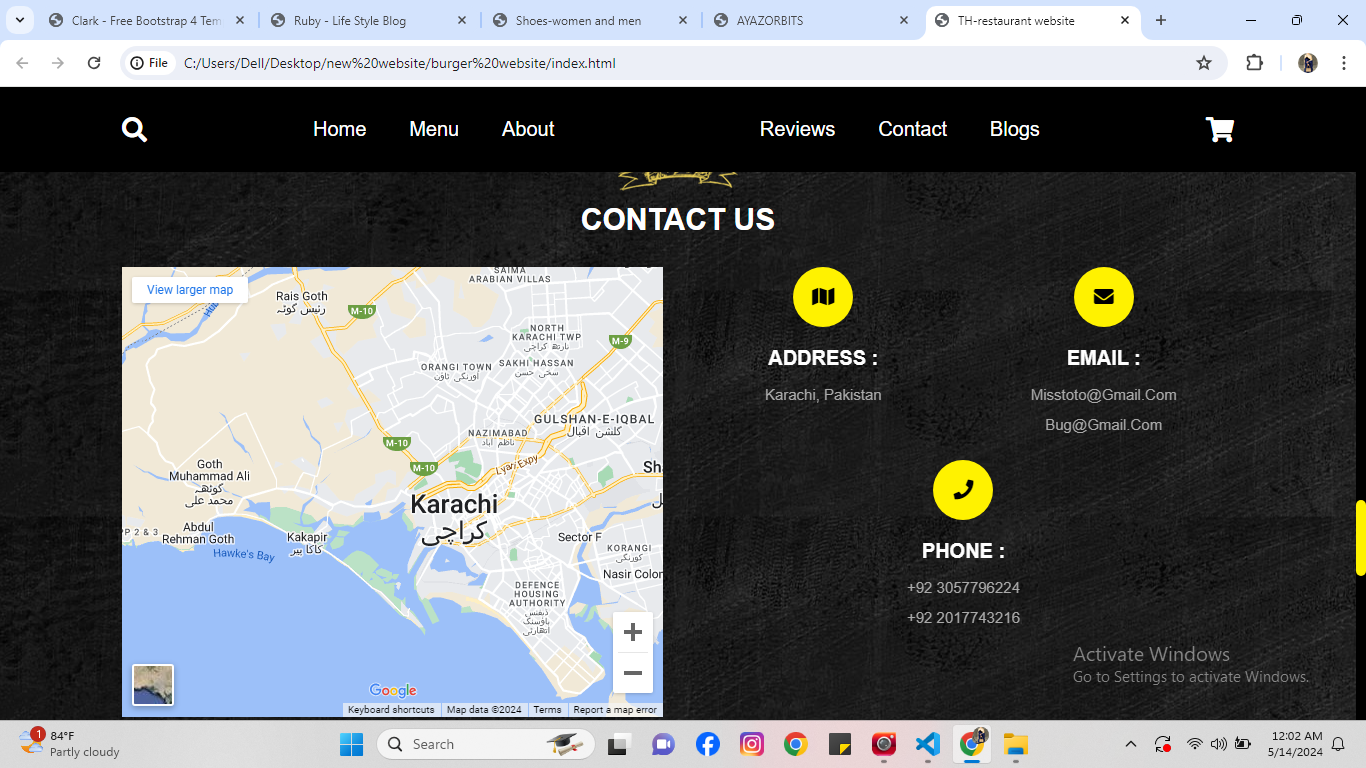 Clark - Free Bootstrap 4 Tem
Ruby - Life Style Blog
Shoes-women and men
AYAZORBITS
TH-restaurant website
File
C:/Users/Dell/Desktop/new%20website/burger%20website/index.html
Home
Menu
About
Reviews
Contact
Blogs
CONTACT US
View larger map
Rais Goth
رئیس گوٹھ
M-10
SAIMA
ARABIAN VILLAS
NORTH
KARACHI TWP
نارتھ کراچی
M-9
ORANGI TOWN
اورنگی ٹاؤن
SAKHI HASSAN
سخی حسن
GULSHAN-E-IQBAL
گلشن اقبال
NAZIMABAD
ناظم آباد
M-10
M-10
Lyari Expy
Goth
Muhammad Ali
گوٹھ
محمد علی
Karachi
کراچی
Abdul
Rehman Goth
Kakapir
کاکا پیر
Hawke's Bay
Sector F
KORANGI
کورنگی
Nasir Colon
DEFENCE
HOUSING
AUTHORITY
ڈیفنس
ہاؤسنگ
اتھارٹی
Google
Keyboard shortcuts
Map data ©2024
Terms
Report a map error
ADDRESS :
Karachi, Pakistan
EMAIL :
Misstoto@Gmail.Com
Bug@Gmail.Com
PHONE :
+92 3057796224
+92 2017743216
Activate Windows
Go to Settings to activate Windows.
1
84°F
Partly cloudy
Search
12:02 AM
5/14/2024